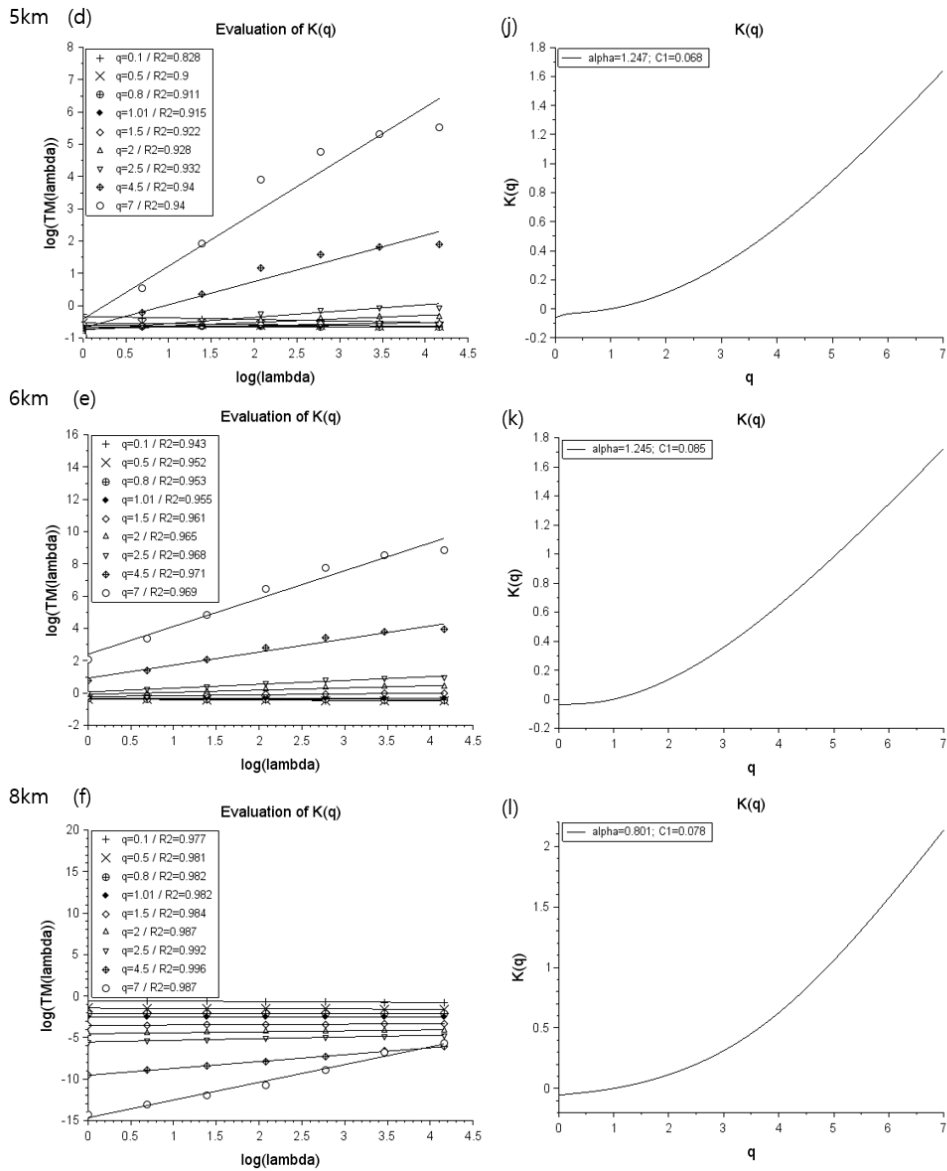 5km (d)
Evaluation of K(q)
log(TM(lambda))
8
7
6
5
4
3
2
1
0
-1
q=0.1 / R2=0.828
q=0.5 / R2=0.9
q=0.8 / R2=0.911
q=1.01 / R2=0.915
q=1.5 / R2=0.922
q=2 / R2=0.928
q=2.5 / R2=0.932
q=4.5 / R2=0.94
q=7 / R2=0.94
0 0.5 1 1.5 2 2.5 3 3.5 4 4.5
log(lambda)
(j)
K(q)
K(q)
1.8
1.6
1.4
1.2
1
0.8
0.6
0.4
0.2
0
-0.2
alpha=1.247; C1=0.068
0 1 2 3 4 5 6 7
q
6km (e)
Evaluation of K(q)
log(TM(lambda))
16
14
12
10
8
6
4
2
0
-2
q=0.1 / R2=0.943
q=0.5 / R2=0.952
q=0.8 / R2=0.953
q=1.01 / R2=0.955
q=1.5 / R2=0.961
q=2 / R2=0.965
q=2.5 / R2=0.968
q=4.5 / R2=0.971
q=7 / R2=0.969
0 0.5 1 1.5 2 2.5 3 3.5 4 4.5
log(lambda)
(k)
K(q)
K(q)
1.8
1.6
1.4
1.2
1
0.8
0.6
0.4
0.2
0
-0.2
alpha=1.245; C1=0.085
0 1 2 3 4 5 6 7
q
8km (f)
Evaluation of K(q)
log(TM(lambda))
20
15
10
5
0
-5
-10
-15
q=0.1 / R2=0.977
q=0.5 / R2=0.981
q=0.8 / R2=0.982
q=1.01 / R2=0.982
q=1.5 / R2=0.984
q=2 / R2=0.987
q=2.5 / R2=0.992
q=4.5 / R2=0.996
q=7 / R2=0.987
0 0.5 1 1.5 2 2.5 3 3.5 4 4.5
log(lambda)
(l)
K(q)
K(q)
2
1.5
1
0.5
0
alpha=0.801; C1=0.078
0 1 2 3 4 5 6 7
q